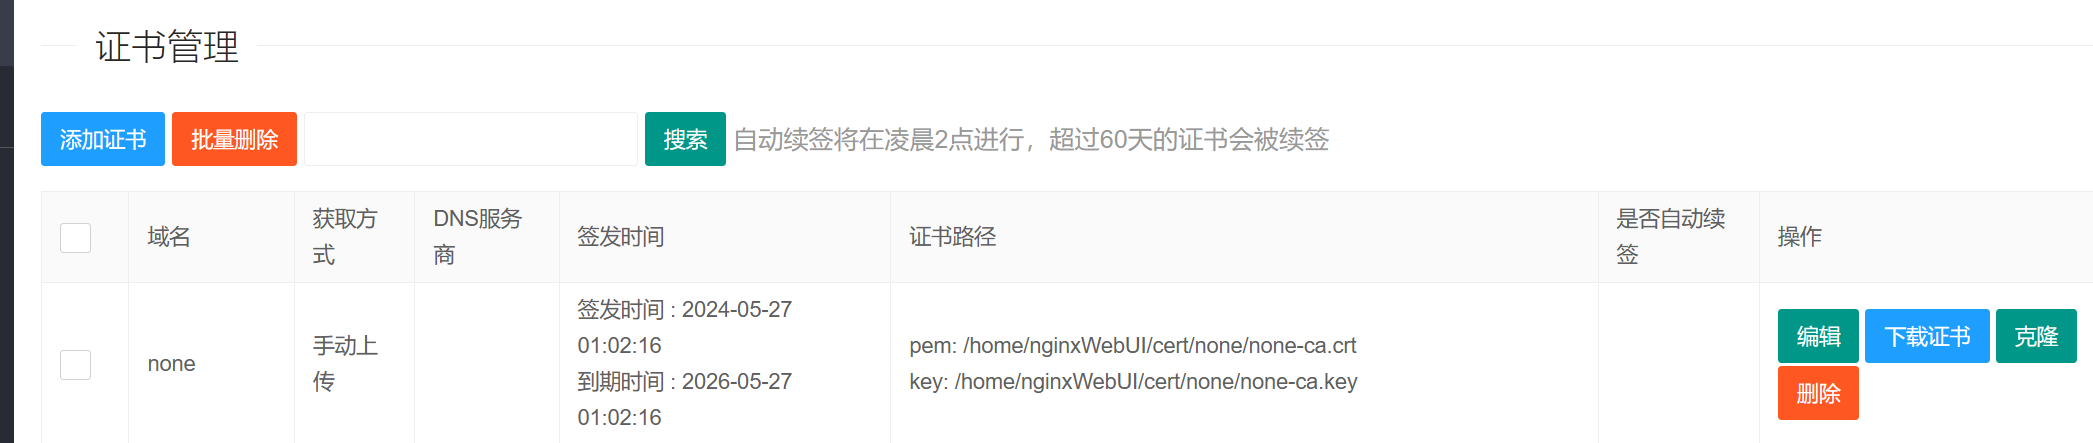 证书管理
添加证书 批量删除 搜索 自动续签将在凌晨2点进行，超过60天的证书会被续签
域名 获取方式 DNS服务商 签发时间 证书路径 是否自动续签 操作
none 手动上传
签发时间 : 2024-05-27
01:02:16
到期时间 : 2026-05-27
01:02:16
pem: /home/nginxWebUI/cert/none/none-ca.crt
key: /home/nginxWebUI/cert/none/none-ca.key
编辑 下载证书 克隆
删除